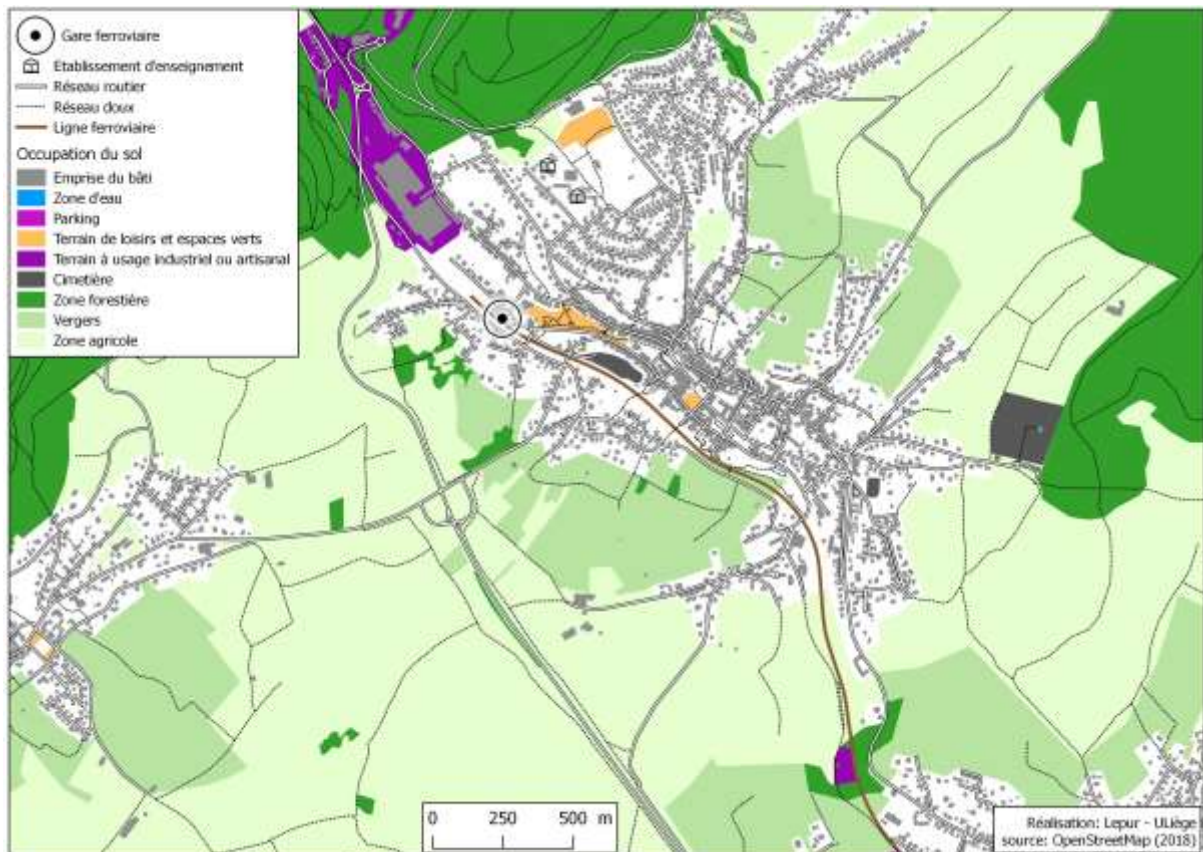 Gare ferroviaire
Etablissement d'enseignement
Réseau routier
Réseau doux
Ligne ferroviaire
Occupation du sol
Emprise du bâti
Zone d'eau
Parking
Terrain de loisirs et espaces verts
Terrain à usage industriel ou artisanal
Cimetière
Zone forestière
Vergers
Zone agricole
0 250 500 m
Réalisation: Lepur - ULiège
source: OpenStreetMap (2018)